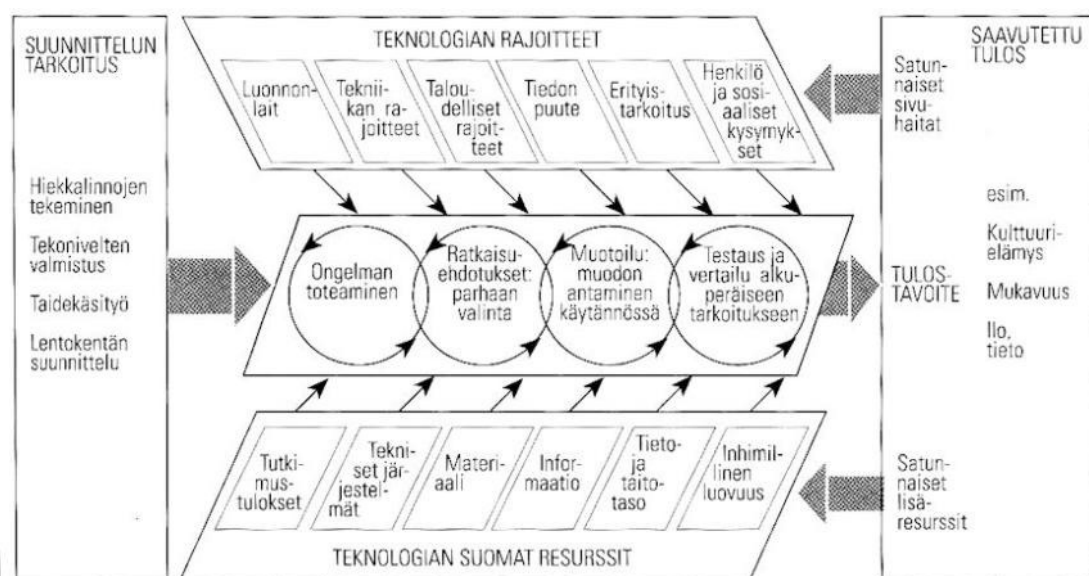 SUUNNITTELUN
TARKOITUS
Hiekkalinnojen
tekeminen
Tekonivelten
valmistus
Taidekäsityö
Lentokentän
suunnittelu
TEKNOLOGIAN RAJOITTEET
Luonnon-
lait
Teknii-
kan ra-
joitteet
Talou-
delliset
rajoit-
teet
Tiedon
puute
Erityis-
tarkoitus
Henkilö
ja sosi-
aaliset
kysymyk-
set
Ongelman
toteaminen
Ratkaisu-
ehdotukset:
parhaan
valinta
Muotoilu:
muodon
antaminen
käytännössä
Testaus ja
vertailu alku-
peräiseen
tarkoitukseen
Tutki-
mus-
tulokset
Tekni-
set jär-
jestel-
mät
Materi-
aali
Infor-
maatio
Tieto-
ja
taito-
taso
Inhimil-
linen
luovuus
TEKNOLOGIAN SUOMAT RESURSSIT
SAAVUTETTU
TULOS
Satun-
naiset
sivu-
haitat
esim.
Kulttuuri-
elämys
TULOS-
TAVOITE
Mukavuus
Ilo,
tieto
Satun-
naiset
lisä-
resurssit